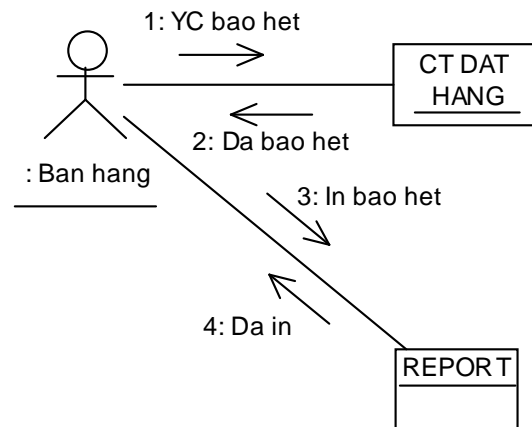 1: YC bao het
CT DAT
HANG
2: Da bao het
: Ban hang
3: In bao het
4: Da in
REPORT